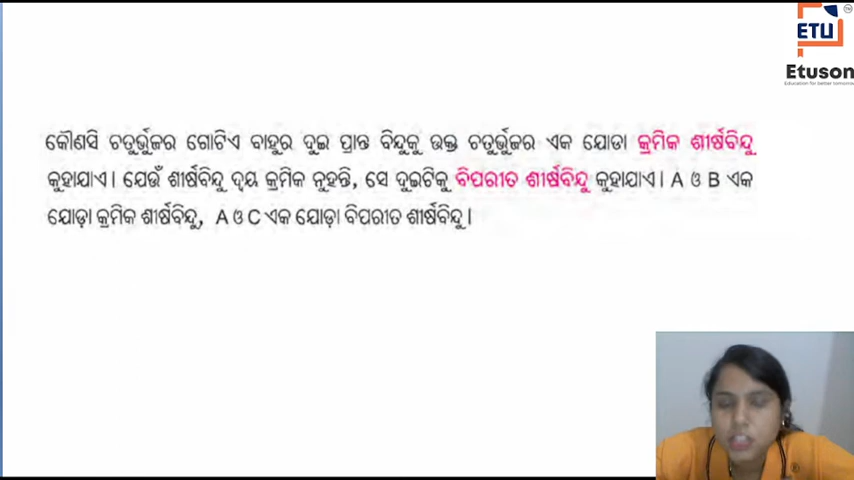 ETU
TM
Etuson
Education for better tomorrow
କୌଣସି ଚତୁର୍ଭୁଜର ଗୋଟିଏ ବାହୁର ଦୁଇ ପ୍ରାନ୍ତ ବିନ୍ଦୁକୁ ଉକ୍ତ ଚତୁର୍ଭୁଜର ଏକ ଯୋଡା କ୍ରମିକ ଶୀର୍ଷବିନ୍ଦୁ
କୁହାଯାଏ। ଯେଉଁ ଶୀର୍ଷବିନ୍ଦୁ ଦ୍ୱୟ କ୍ରମିକ ନୁହନ୍ତି, ସେ ଦୁଇଟିକୁ ବିପରୀତ ଶୀର୍ଷବିନ୍ଦୁ କୁହାଯାଏ। A ଓ B ଏକ
ଯୋଡ଼ା କ୍ରମିକ ଶୀର୍ଷବିନ୍ଦୁ, A ଓ C ଏକ ଯୋଡ଼ା ବିପରୀତ ଶୀର୍ଷବିନ୍ଦୁ।